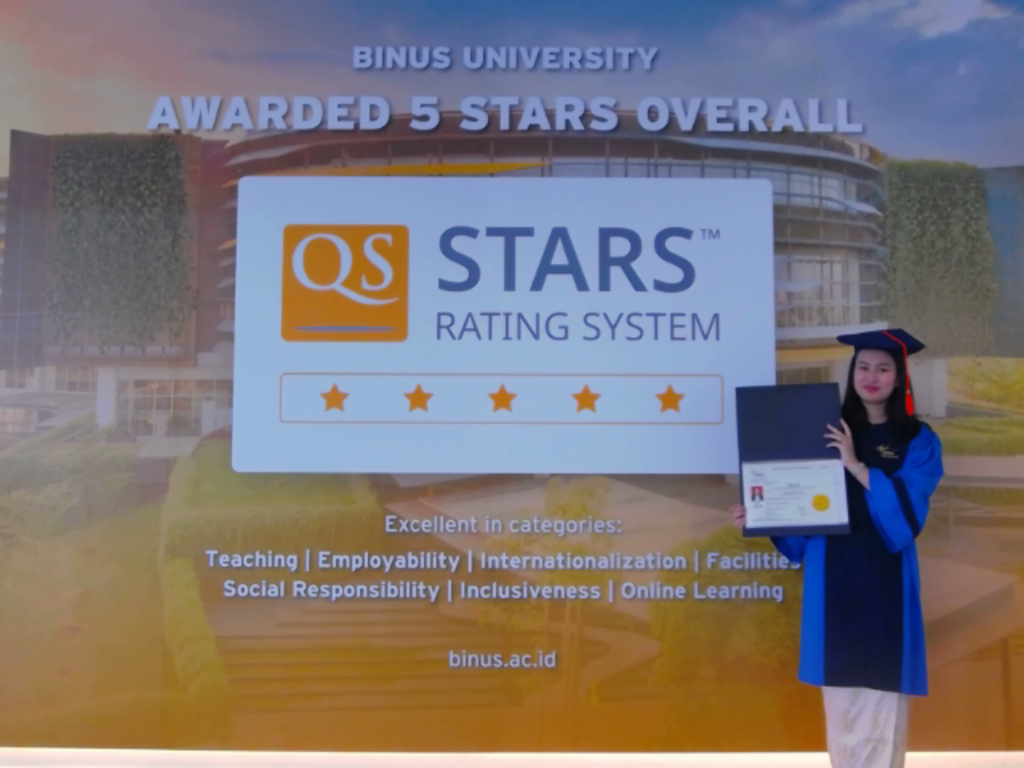 BINUS UNIVERSITY
AWARDED 5 STARS OVERALL
QS
STARS™
RATING SYSTEM
Excellent in categories:
Teaching | Employability | Internationalization | Facilities
Social Responsibility | Inclusiveness | Online Learning
binus.ac.id